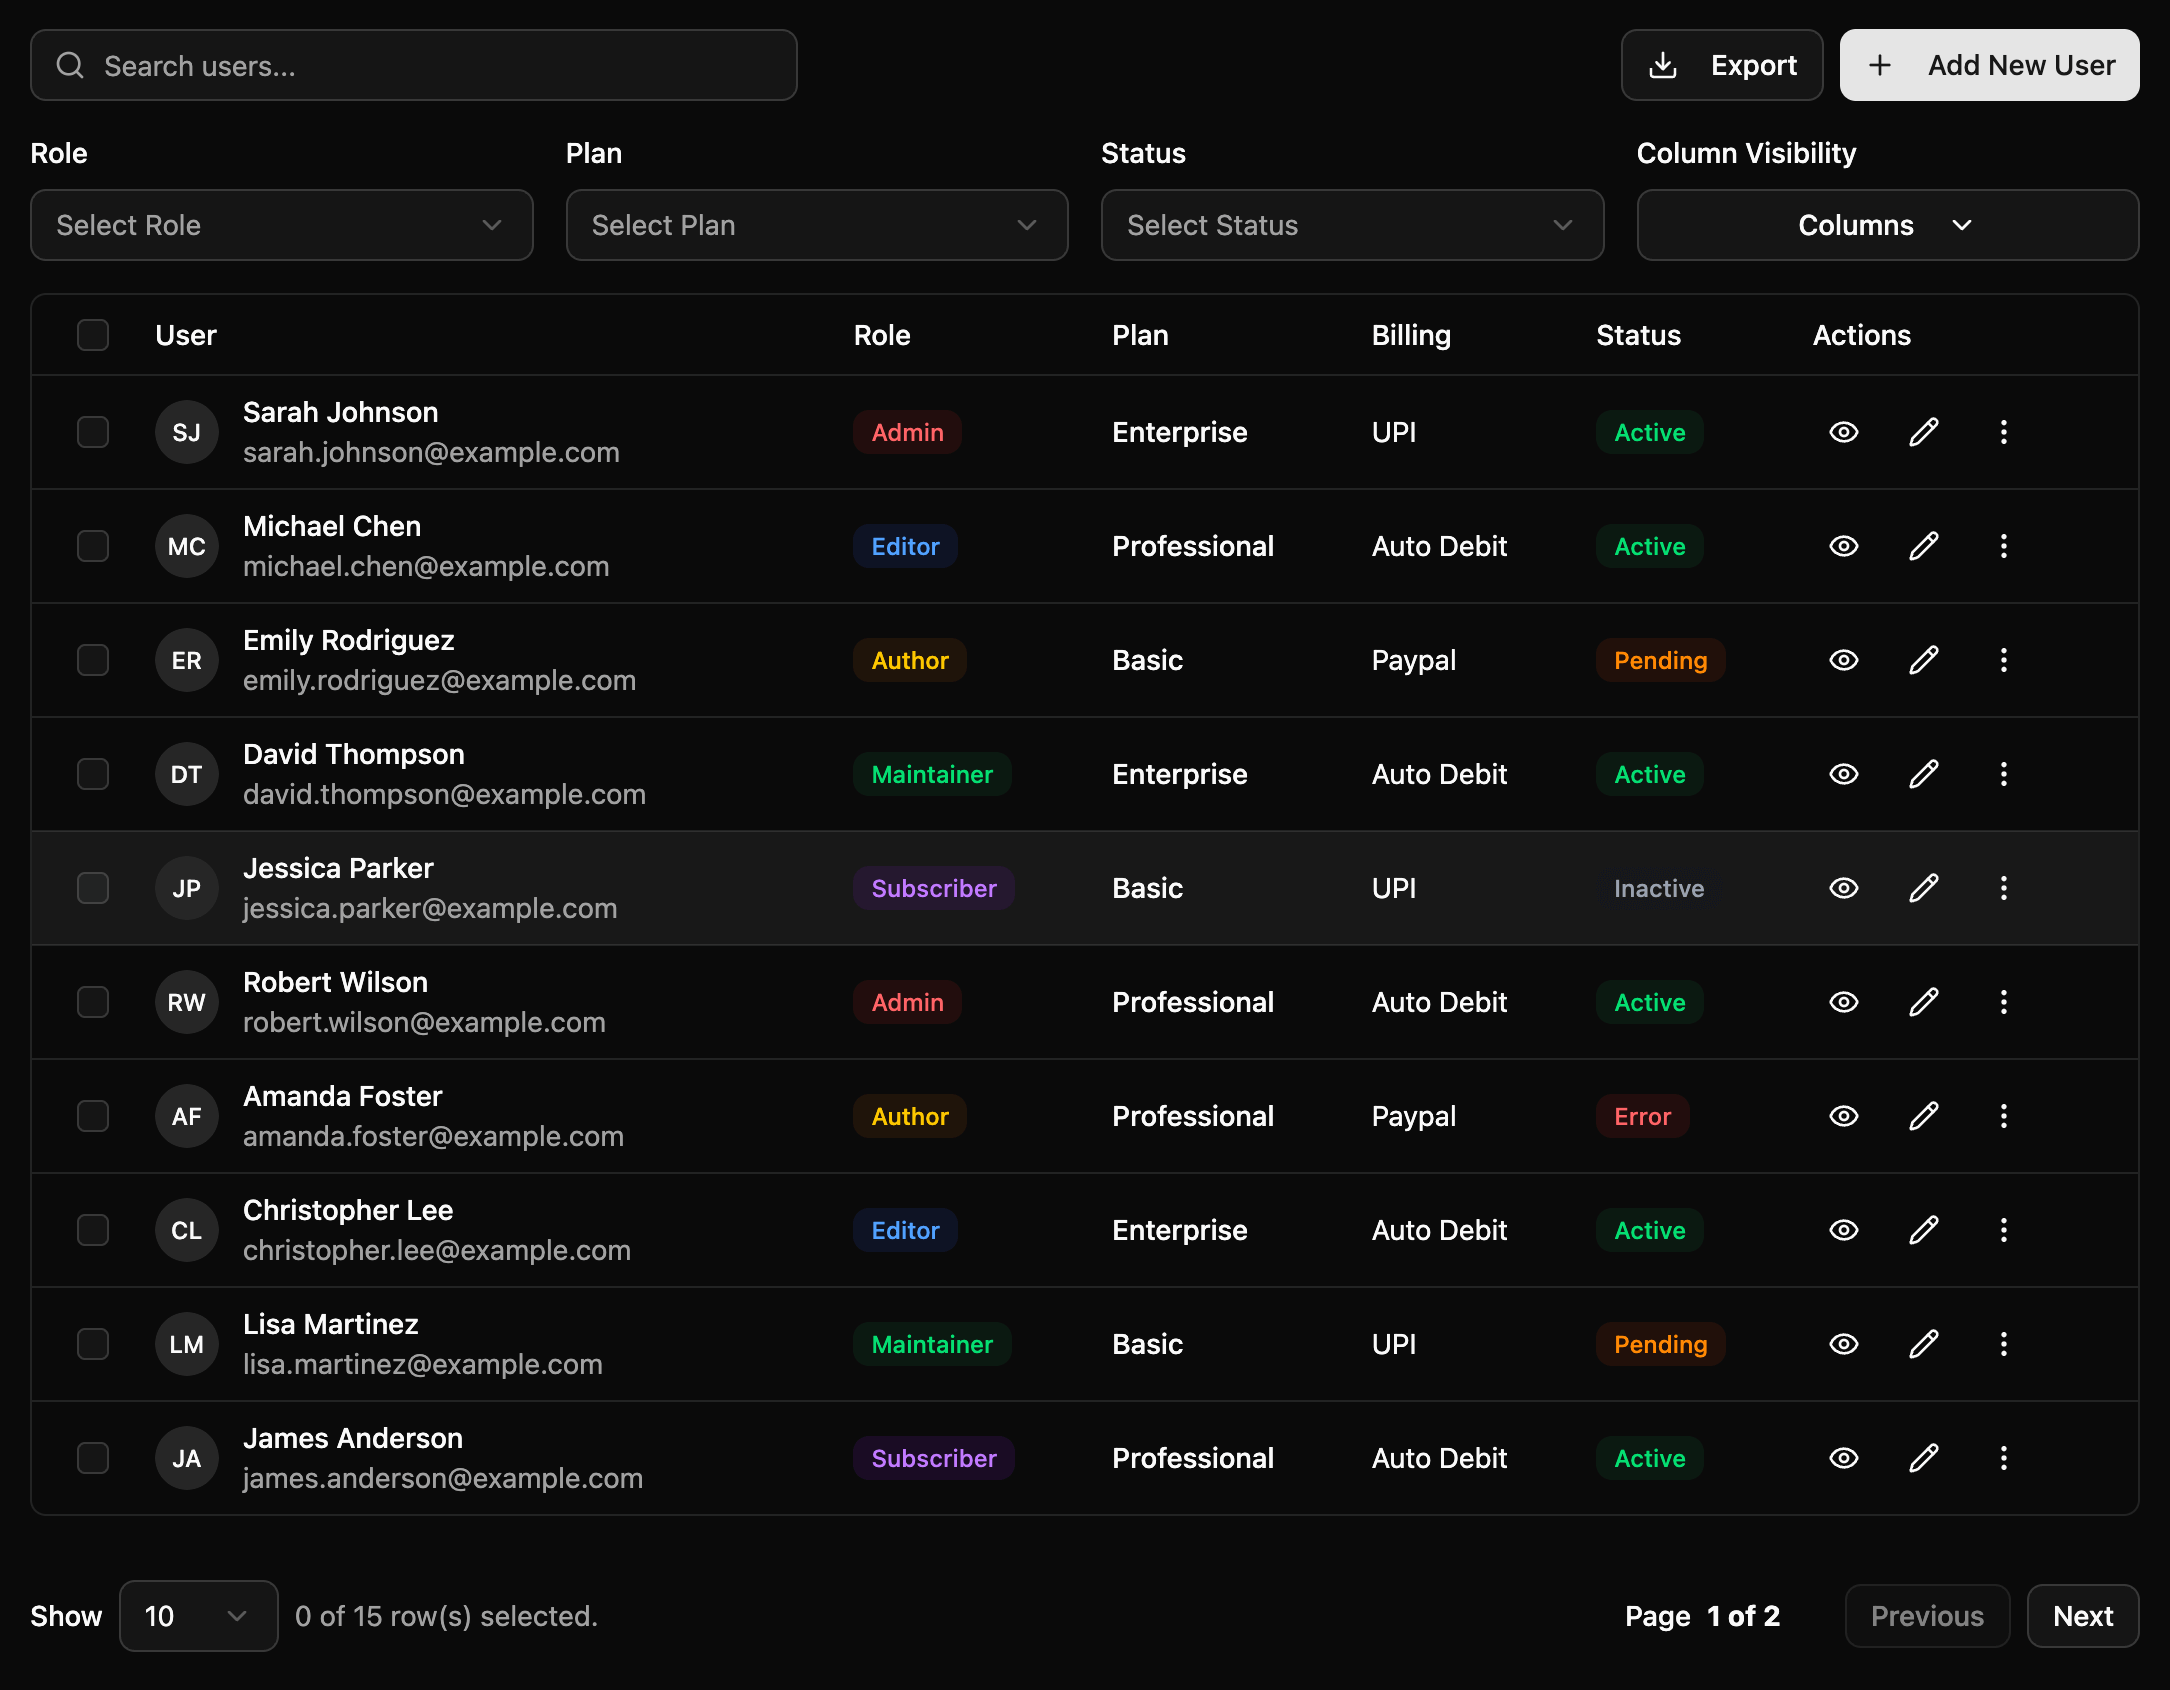 Search users...
Export
Add New User
Role
Plan
Status
Column Visibility
Select Role
Select Plan
Select Status
Columns
User Role Plan Billing Status Actions
SJ
Sarah Johnson
sarah.johnson@example.com
Admin Enterprise UPI Active
MC
Michael Chen
michael.chen@example.com
Editor Professional Auto Debit Active
ER
Emily Rodriguez
emily.rodriguez@example.com
Author Basic Paypal Pending
DT
David Thompson
david.thompson@example.com
Maintainer Enterprise Auto Debit Active
JP
Jessica Parker
jessica.parker@example.com
Subscriber Basic UPI Inactive
RW
Robert Wilson
robert.wilson@example.com
Admin Professional Auto Debit Active
AF
Amanda Foster
amanda.foster@example.com
Author Professional Paypal Error
CL
Christopher Lee
christopher.lee@example.com
Editor Enterprise Auto Debit Active
LM
Lisa Martinez
lisa.martinez@example.com
Maintainer Basic UPI Pending
JA
James Anderson
james.anderson@example.com
Subscriber Professional Auto Debit Active
Show 10 0 of 15 row(s) selected.
Page 1 of 2
Previous
Next